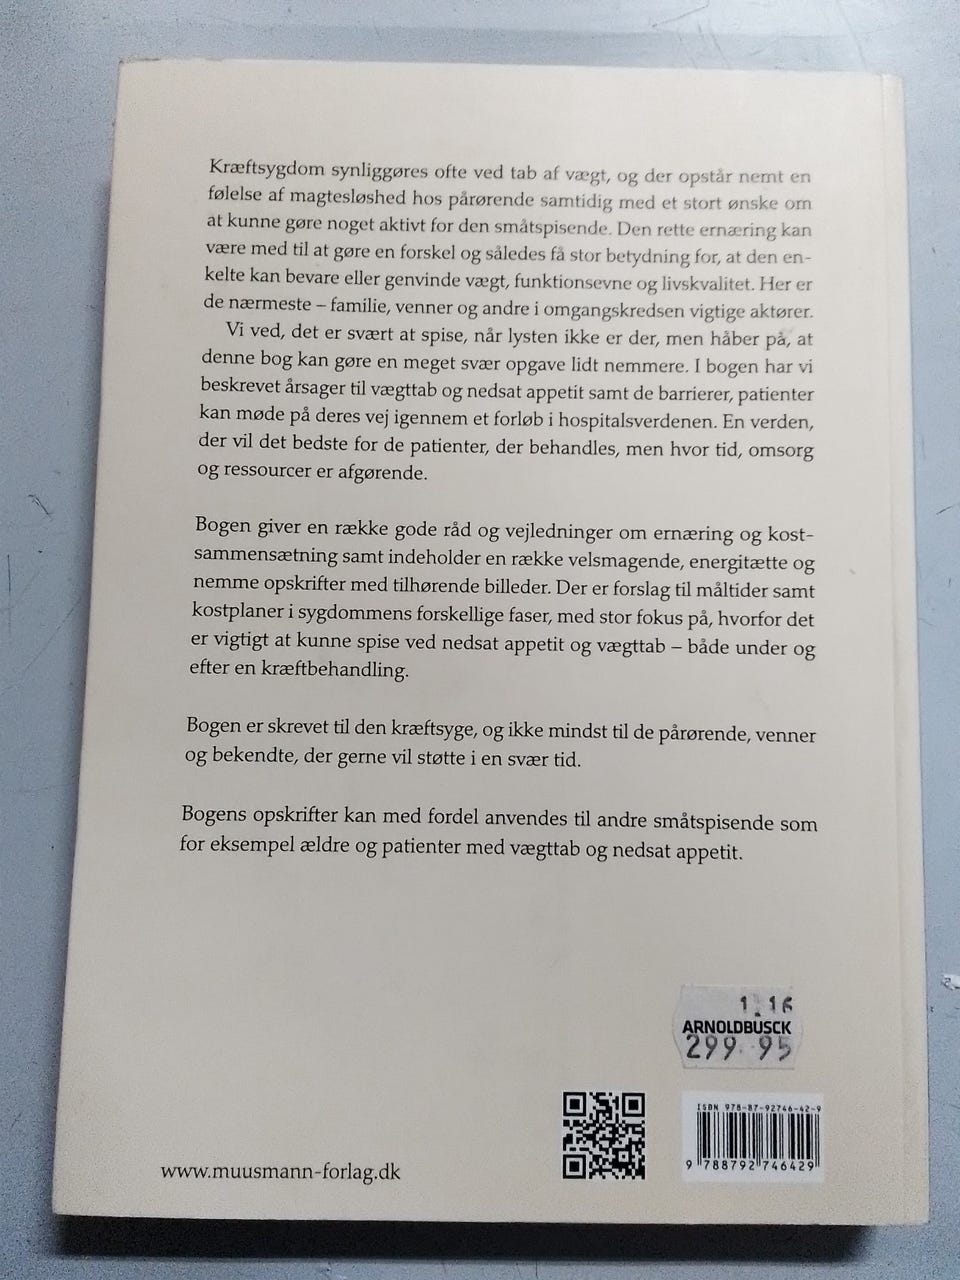 Kræftsygdom synliggøres ofte ved tab af vægt, og der opstår nemt en
følelse af magtesløshed hos pårørende samtidig med et stort ønske om
at kunne gøre noget aktivt for den småtspisende. Den rette ernæring kan
være med til at gøre en forskel og således få stor betydning for, at den en-
kelte kan bevare eller genvinde vægt, funktionsevne og livskvalitet. Her er
de nærmeste – familie, venner og andre i omgangskredsen vigtige aktører.
Vi ved, det er svært at spise, når lysten ikke er der, men håber på, at
denne bog kan gøre en meget svær opgave lidt nemmere. I bogen har vi
beskrevet årsager til vægttab og nedsat appetit samt de barrierer, patienter
kan møde på deres vej igennem et forløb i hospitalsverdenen. En verden,
der vil det bedste for de patienter, der behandles, men hvor tid, omsorg
og ressourcer er afgørende.
Bogen giver en række gode råd og vejledninger om ernæring og kost-
sammensætning samt indeholder en række velsmagende, energitætte og
nemme opskrifter med tilhørende billeder. Der er forslag til måltider samt
kostplaner i sygdommens forskellige faser, med stor fokus på, hvorfor det
er vigtigt at kunne spise ved nedsat appetit og vægttab – både under og
efter en kræftbehandling.
Bogen er skrevet til den kræftsyge, og ikke mindst til de pårørende, venner
og bekendte, der gerne vil støtte i en svær tid.
Bogens opskrifter kan med fordel anvendes til andre småtspisende som
for eksempel ældre og patienter med vægttab og nedsat appetit.
1.16
ARNOLDBUSCK
299.95
ISBN 978-87-92746-42-9
9 788792 746429
www.muusmann-forlag.dk